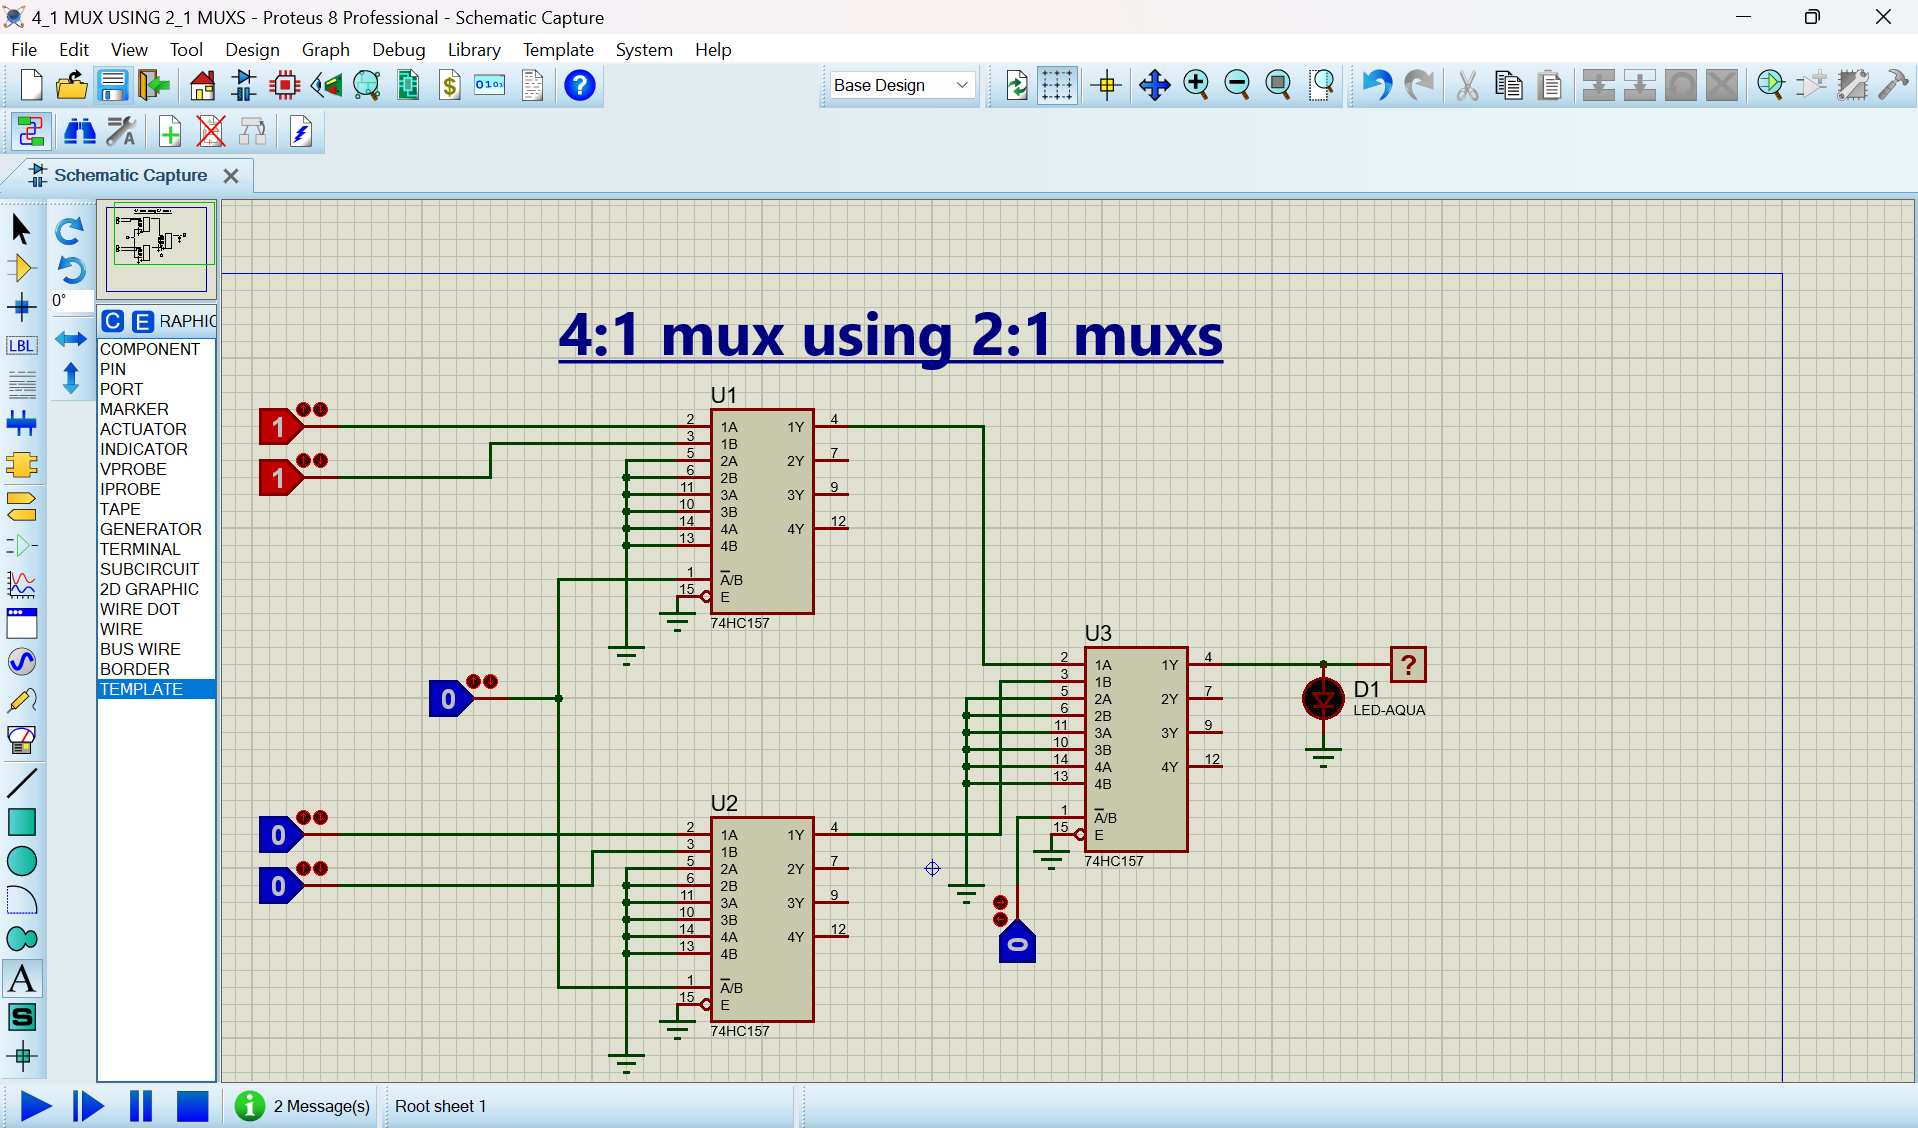 4_1 MUX USING 2_1 MUXS - Proteus 8 Professional - Schematic Capture
File Edit View Tool Design Graph Debug Library Template System Help
Base Design
Schematic Capture
0°
C E RAPHIC
LBL
COMPONENT
PIN
PORT
MARKER
ACTUATOR
INDICATOR
VPROBE
IPROBE
TAPE
GENERATOR
TERMINAL
SUBCIRCUIT
2D GRAPHIC
WIRE DOT
WIRE
BUS WIRE
BORDER
TEMPLATE
A
S
4:1 mux using 2:1 muxs
1
1
0
0
0
U1
2 1A 1Y 4
3 1B
5 2A 2Y 7
6 2B
11 3A 3Y 9
10 3B
14 4A 4Y 12
13 4B
1 A/B
15 E
74HC157
U2
2 1A 1Y 4
3 1B
5 2A 2Y 7
6 2B
11 3A 3Y 9
10 3B
14 4A 4Y 12
13 4B
1 A/B
15 E
74HC157
U3
2 1A 1Y 4
3 1B
5 2A 2Y 7
6 2B
11 3A 3Y 9
10 3B
14 4A 4Y 12
13 4B
1 A/B
15 E
74HC157
0
?
D1
LED-AQUA
2 Message(s)
Root sheet 1